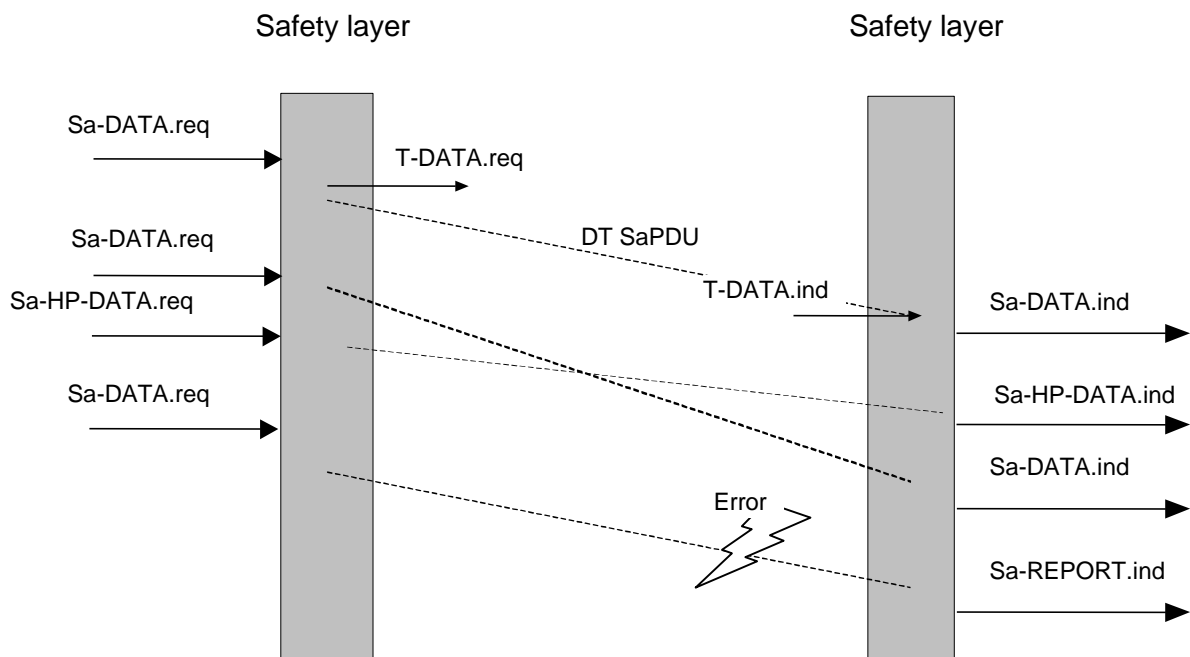 Safety layer
Safety layer
Sa-DATA.req
T-DATA.req
Sa-DATA.req
DT SaPDU
T-DATA.ind
Sa-HP-DATA.req
Sa-DATA.ind
Sa-DATA.req
Sa-HP-DATA.ind
Sa-DATA.ind
Error
Sa-REPORT.ind